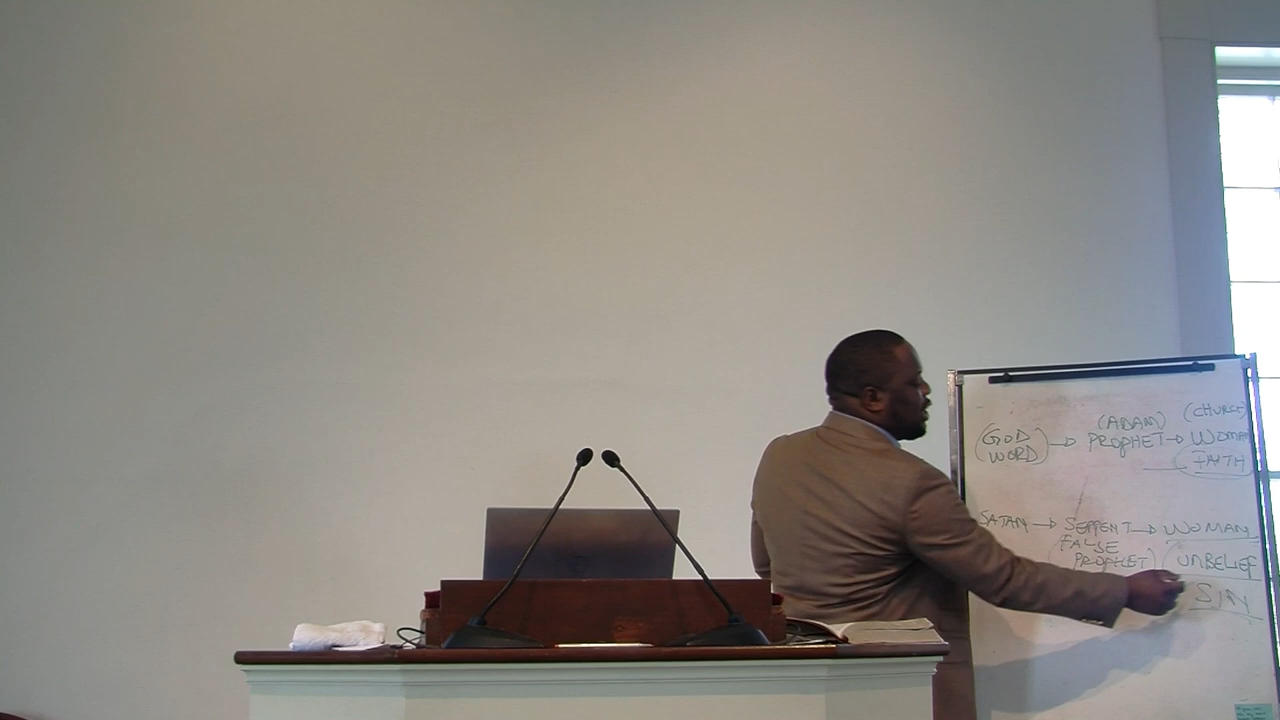 (ADAM) (CHURCH)
(GOD WORD) → PROPHET → WOMAN
FAITH
SATAN → SERPENT → WOMAN
FALSE
(PROPHET) (UNBELIEF
SIN